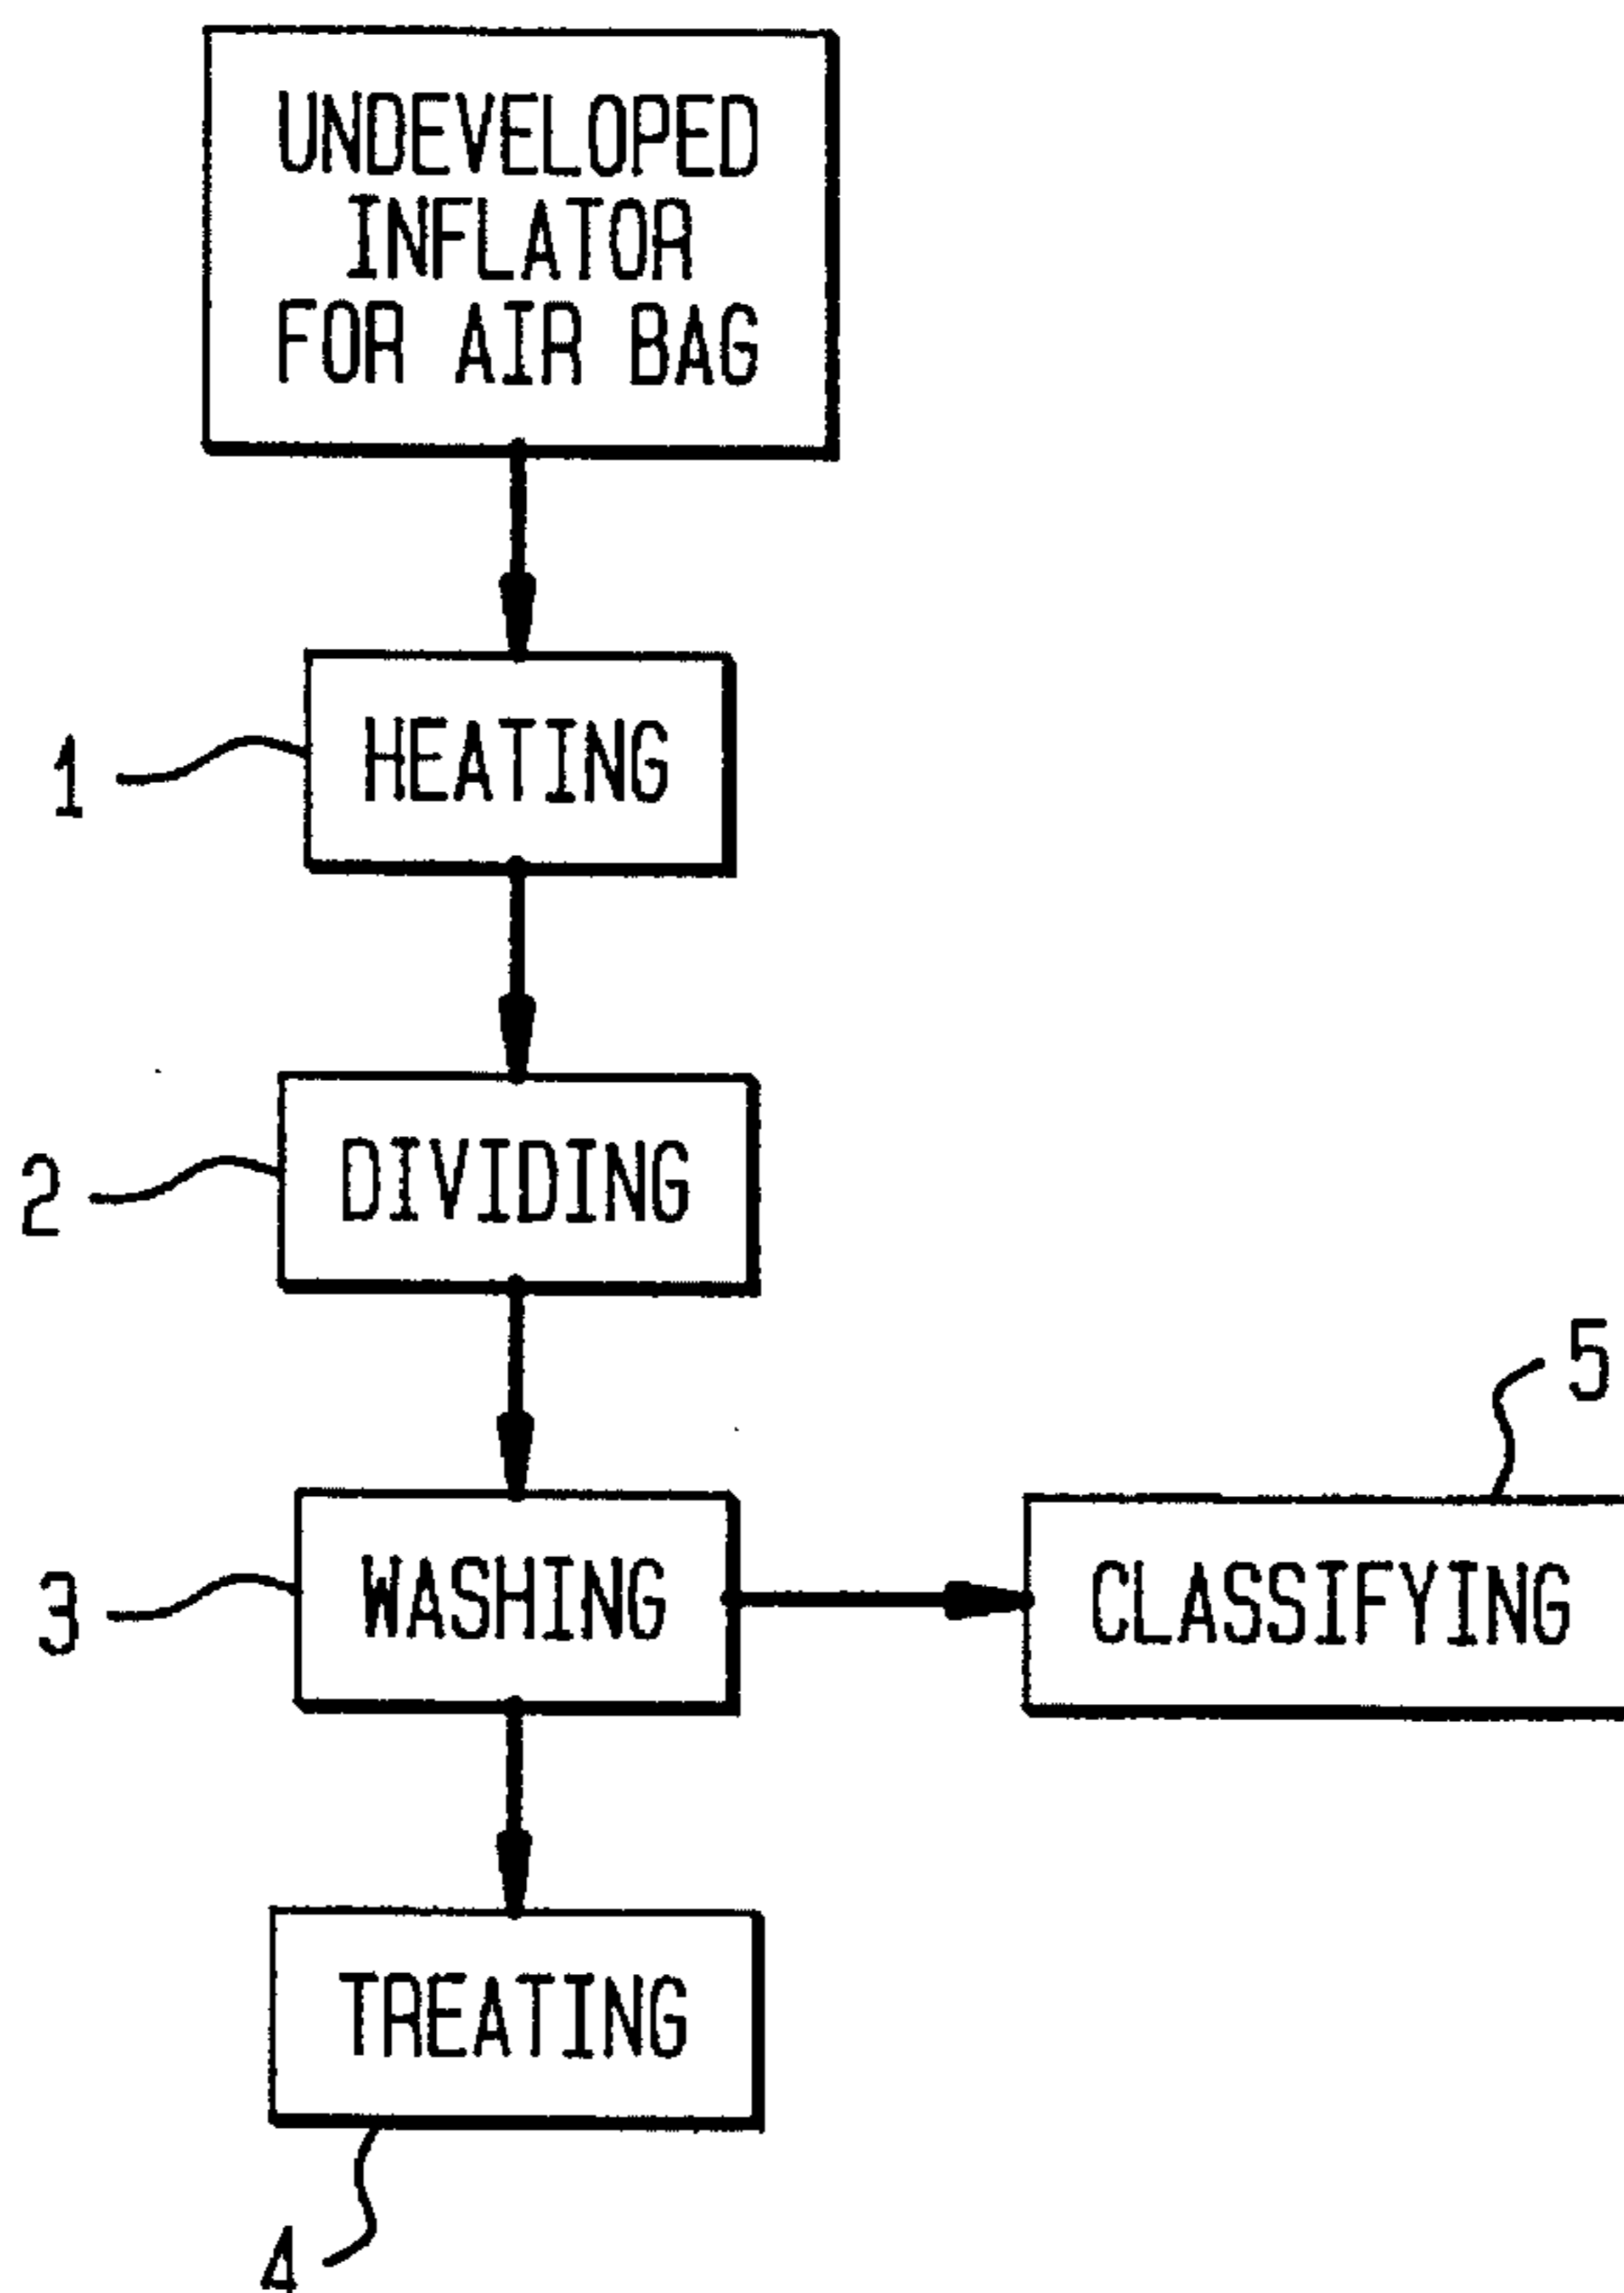 UNDEVELOPED
INFLATOR
FOR AIR BAG
1
HEATING
2
DIVIDING
5
3
WASHING
CLASSIFYING
TREATING
4